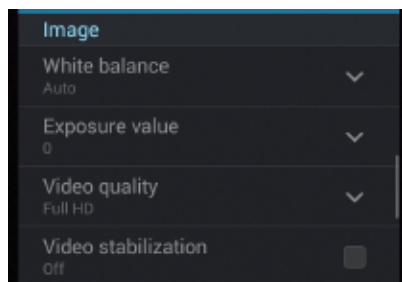 Image
White balance
Auto
Exposure value
0
Video quality
Full HD
Video stabilization
Off